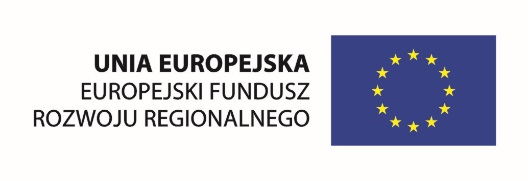 UNIA EUROPEJSKA
EUROPEJSKI FUNDUSZ
ROZWOJU REGIONALNEGO